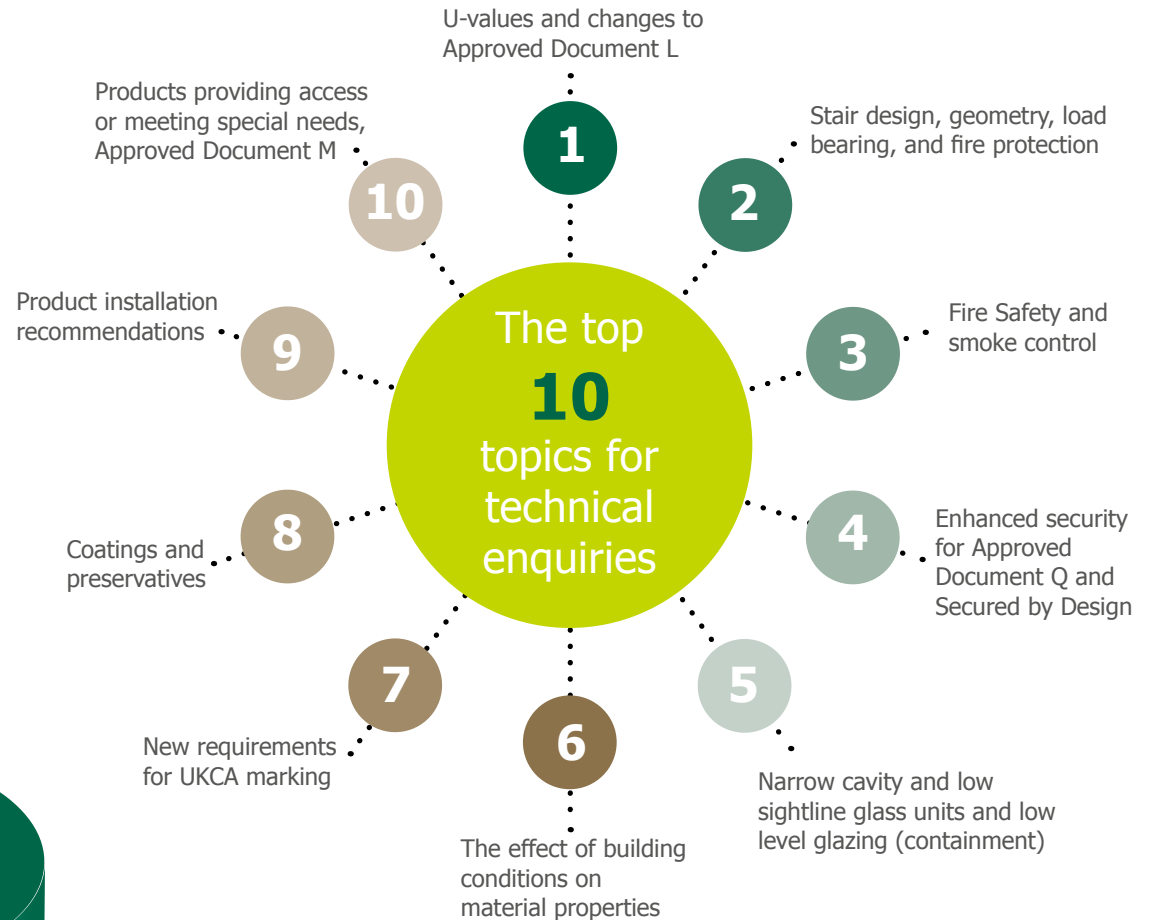 The top
10
topics for
technical
enquiries
1
U-values and changes to
Approved Document L
2
Stair design, geometry, load
bearing, and fire protection
3
Fire Safety and
smoke control
4
Enhanced security
for Approved
Document Q and
Secured by Design
5
Narrow cavity and low
sightline glass units and low
level glazing (containment)
6
The effect of building
conditions on
material properties
7
New requirements
for UKCA marking
8
Coatings and
preservatives
9
Product installation
recommendations
10
Products providing access
or meeting special needs,
Approved Document M